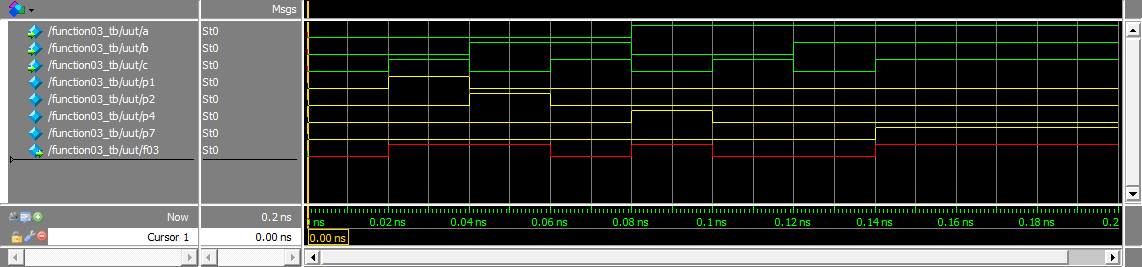 Msgs
/function03_tb/uut/a St0
/function03_tb/uut/b St0
/function03_tb/uut/c St0
/function03_tb/uut/p1 St0
/function03_tb/uut/p2 St0
/function03_tb/uut/p4 St0
/function03_tb/uut/p7 St0
/function03_tb/uut/f03 St0
Now 0.2 ns ns 0.02 ns 0.04 ns 0.06 ns 0.08 ns 0.1 ns 0.12 ns 0.14 ns 0.16 ns 0.18 ns 0.2
Cursor 1 0.00 ns 0.00 ns